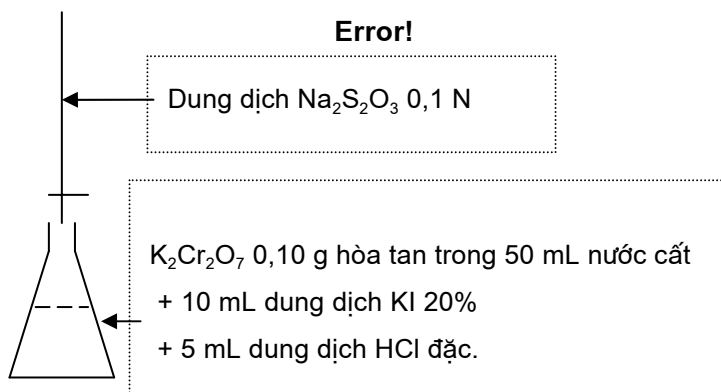 Error!
Dung dịch Na₂S₂O₃ 0,1 N
K₂Cr₂O₇ 0,10 g hòa tan trong 50 mL nước cất
+ 10 mL dung dịch KI 20%
+ 5 mL dung dịch HCl đặc.